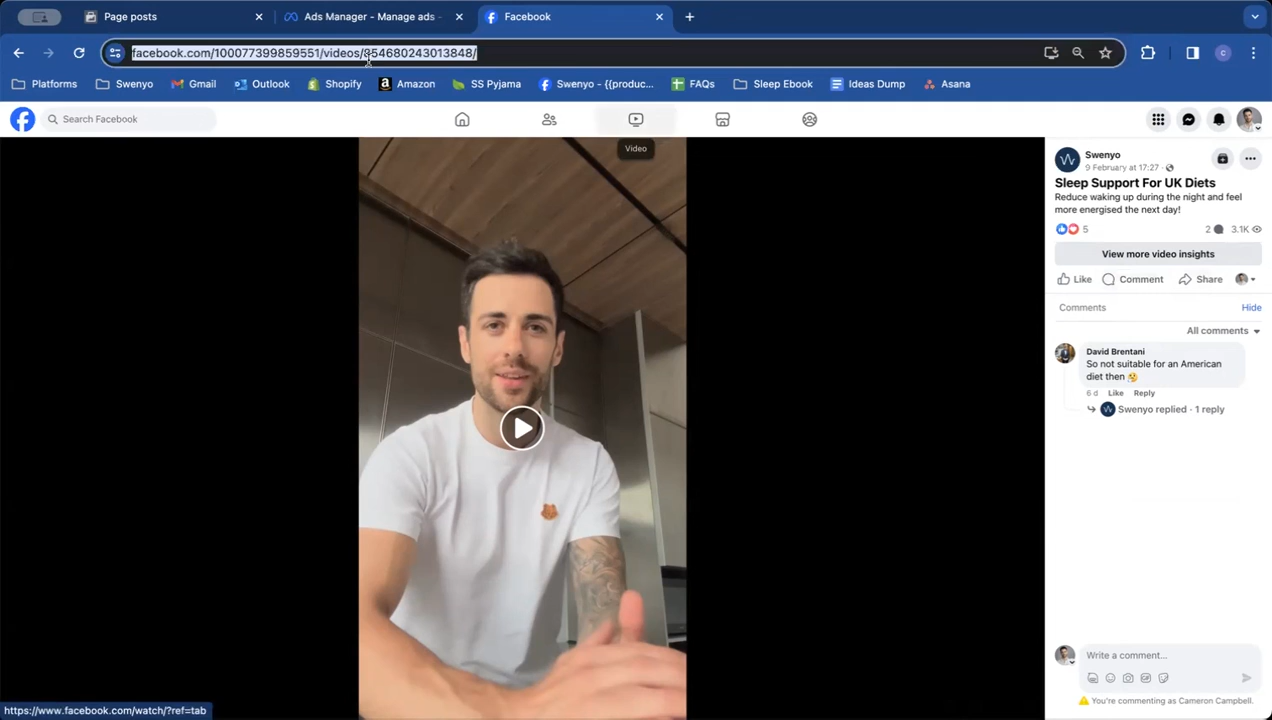 Page posts
Ads Manager - Manage ads -
Facebook
facebook.com/100077399859551/videos/854680243013848/
C
Platforms
Swenyo
Gmail
Outlook
Shopify
Amazon
SS Pyjama
Swenyo - {{produc...
FAQs
Sleep Ebook
Ideas Dump
Asana
Search Facebook
Video
Swenyo
9 February at 17:27 ·
Sleep Support For UK Diets
Reduce waking up during the night and feel
more energised the next day!
5
2
3.1K
View more video insights
Like
Comment
Share
Comments
Hide
All comments
David Brentani
So not suitable for an American
diet then
6 d Like Reply
Swenyo replied · 1 reply
Write a comment...
GIF
You're commenting as Cameron Campbell.
https://www.facebook.com/watch/?ref=tab